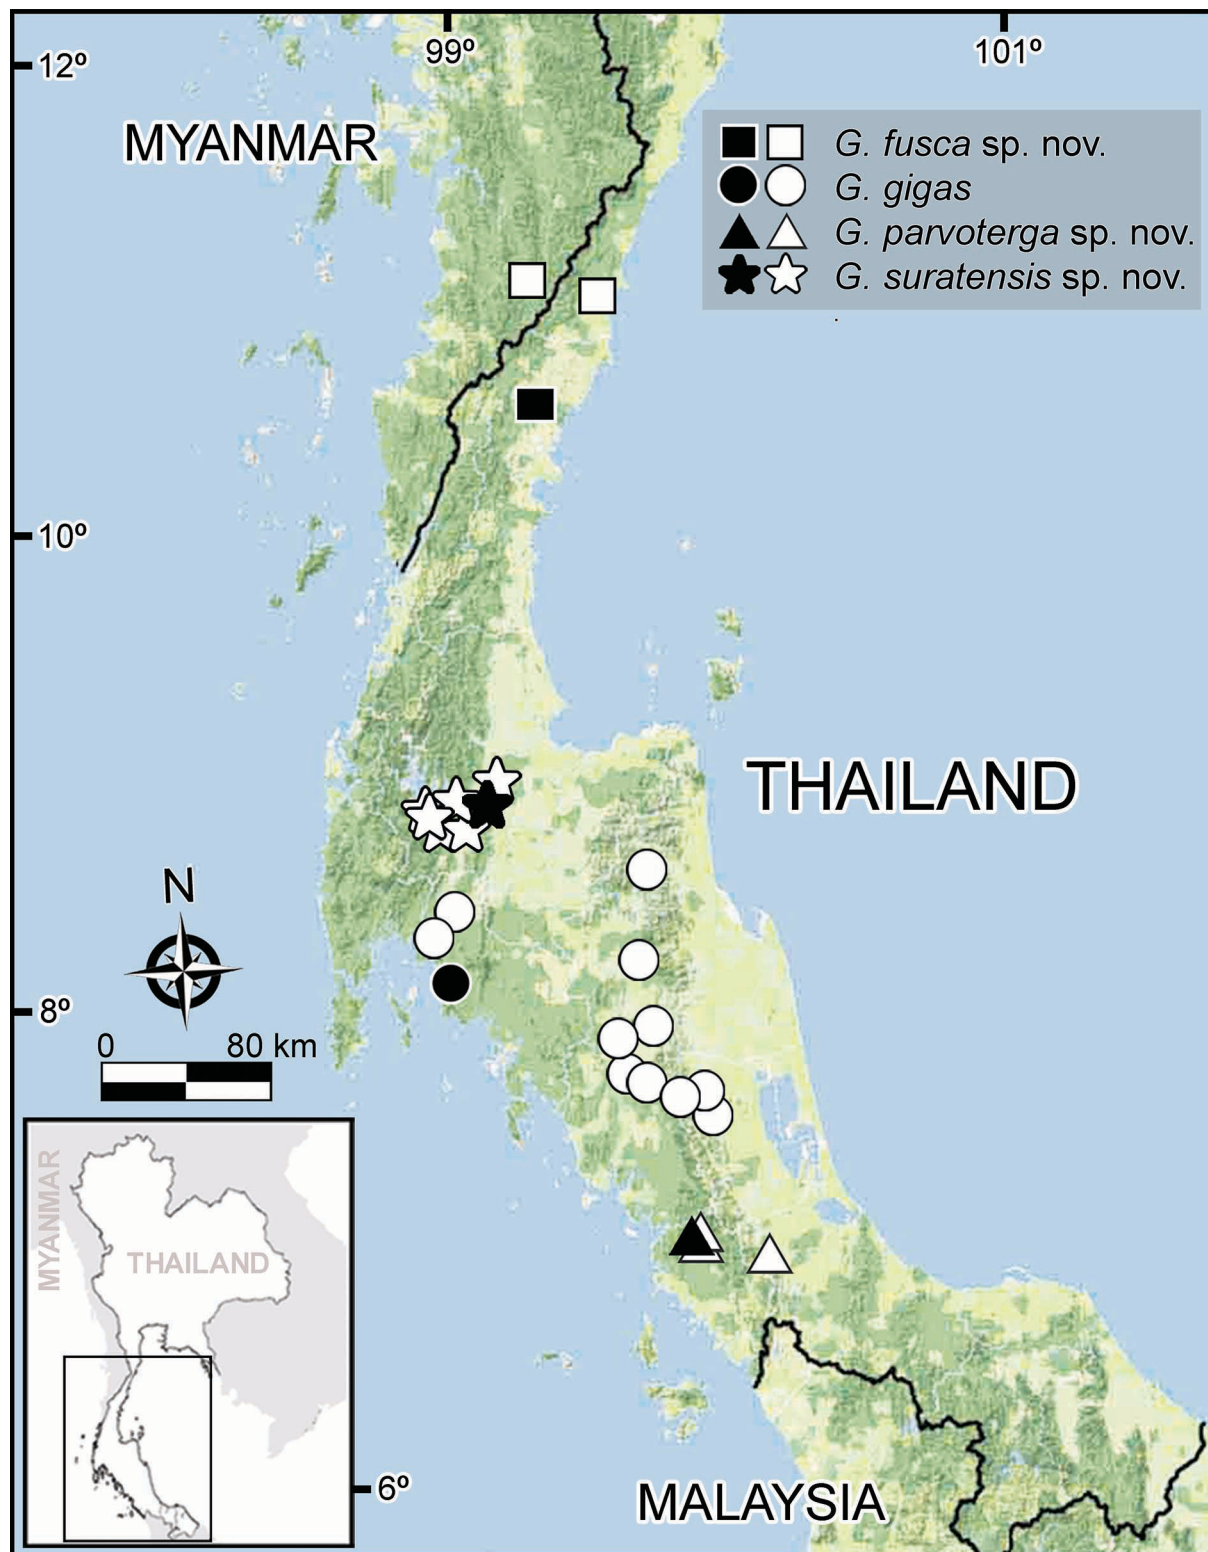 99º
101º
12º
MYANMAR
G. fusca sp. nov.
G. gigas
G. parvoterga sp. nov.
G. suratensis sp. nov.
10º
THAILAND
N
8º
0 80 km
MYANMAR
THAILAND
6º
MALAYSIA